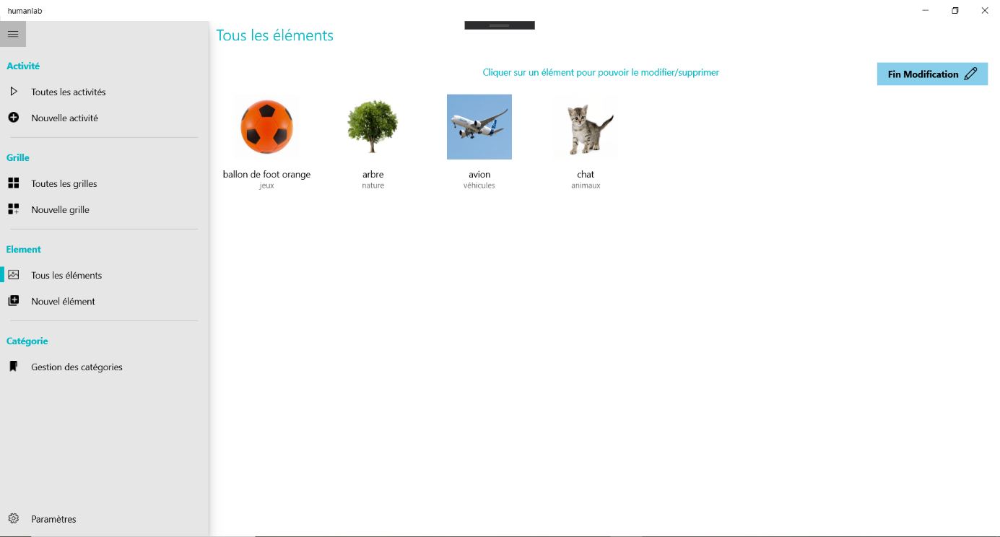 humanlab
Tous les éléments
Activité
Toutes les activités
Nouvelle activité
Grille
Toutes les grilles
Nouvelle grille
Element
Tous les éléments
Nouvel élément
Catégorie
Gestion des catégories
Paramètres
Cliquer sur un élément pour pouvoir le modifier/supprimer
Fin Modification
ballon de foot orange
jeux
arbre
nature
avion
véhicules
chat
animaux